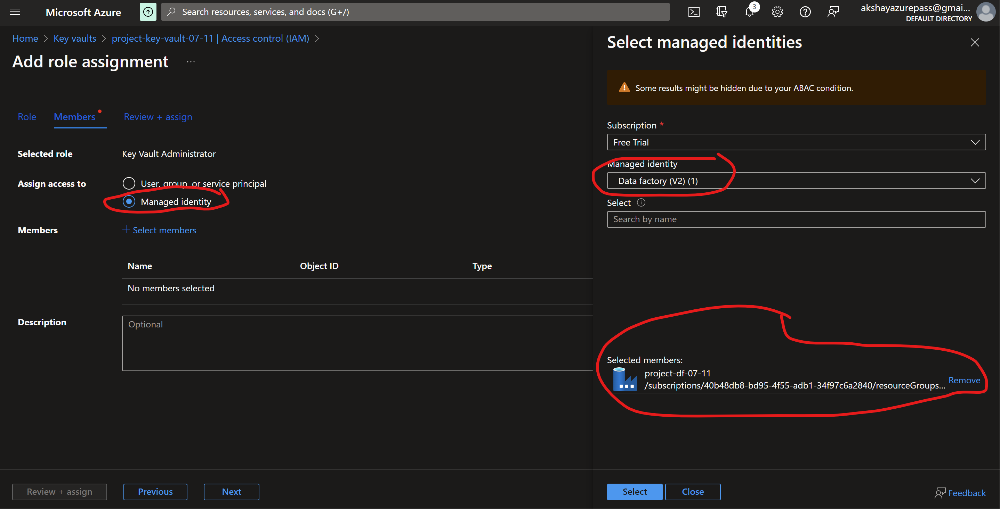 Microsoft Azure
Search resources, services, and docs (G+/)
3
akshayazurepass@gmai...
DEFAULT DIRECTORY
Home > Key vaults > project-key-vault-07-11 | Access control (IAM) >
Add role assignment ...
Role Members Review + assign
Selected role Key Vault Administrator
Assign access to User, group, or service principal
Managed identity
Members + Select members
Name Object ID Type
No members selected
Description Optional
Review + assign Previous Next
Select managed identities
Some results might be hidden due to your ABAC condition.
Subscription *
Free Trial
Managed identity
Data factory (V2) (1)
Select
Search by name
Selected members:
project-df-07-11
/subscriptions/40b48db8-bd95-4f55-adb1-34f97c6a2840/resourceGroups...
Remove
Select Close
Feedback